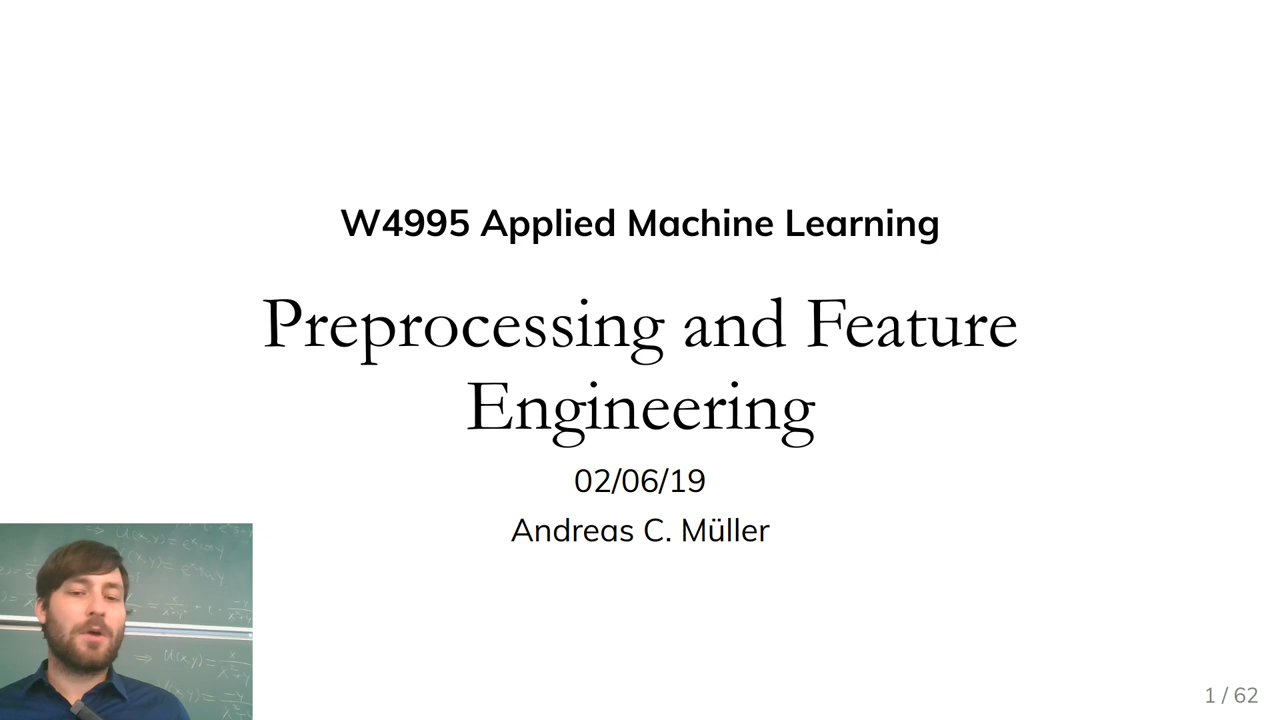 W4995 Applied Machine Learning
Preprocessing and Feature
Engineering
02/06/19
Andreas C. Müller
1 / 62